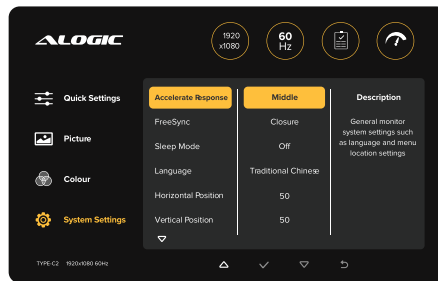 ALOGIC
1920
x1080
60
Hz
Quick Settings
Picture
Colour
System Settings
Accelerate Response
FreeSync
Sleep Mode
Language
Horizontal Position
Vertical Position
Middle
Closure
Off
Traditional Chinese
50
50
Description
General monitor
system settings such
as language and menu
location settings
TYPE-C2 1920x1080 60Hz